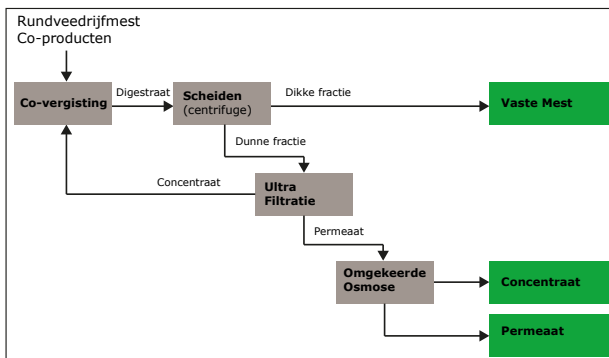 Rundveedrijfmest
Co-producten
Co-vergisting
Digestraat
Scheiden
(centrifuge)
Dikke fractie
Vaste Mest
Dunne fractie
Concentraat
Ultra
Filtratie
Permeaat
Omgekeerde
Osmose
Concentraat
Permeaat